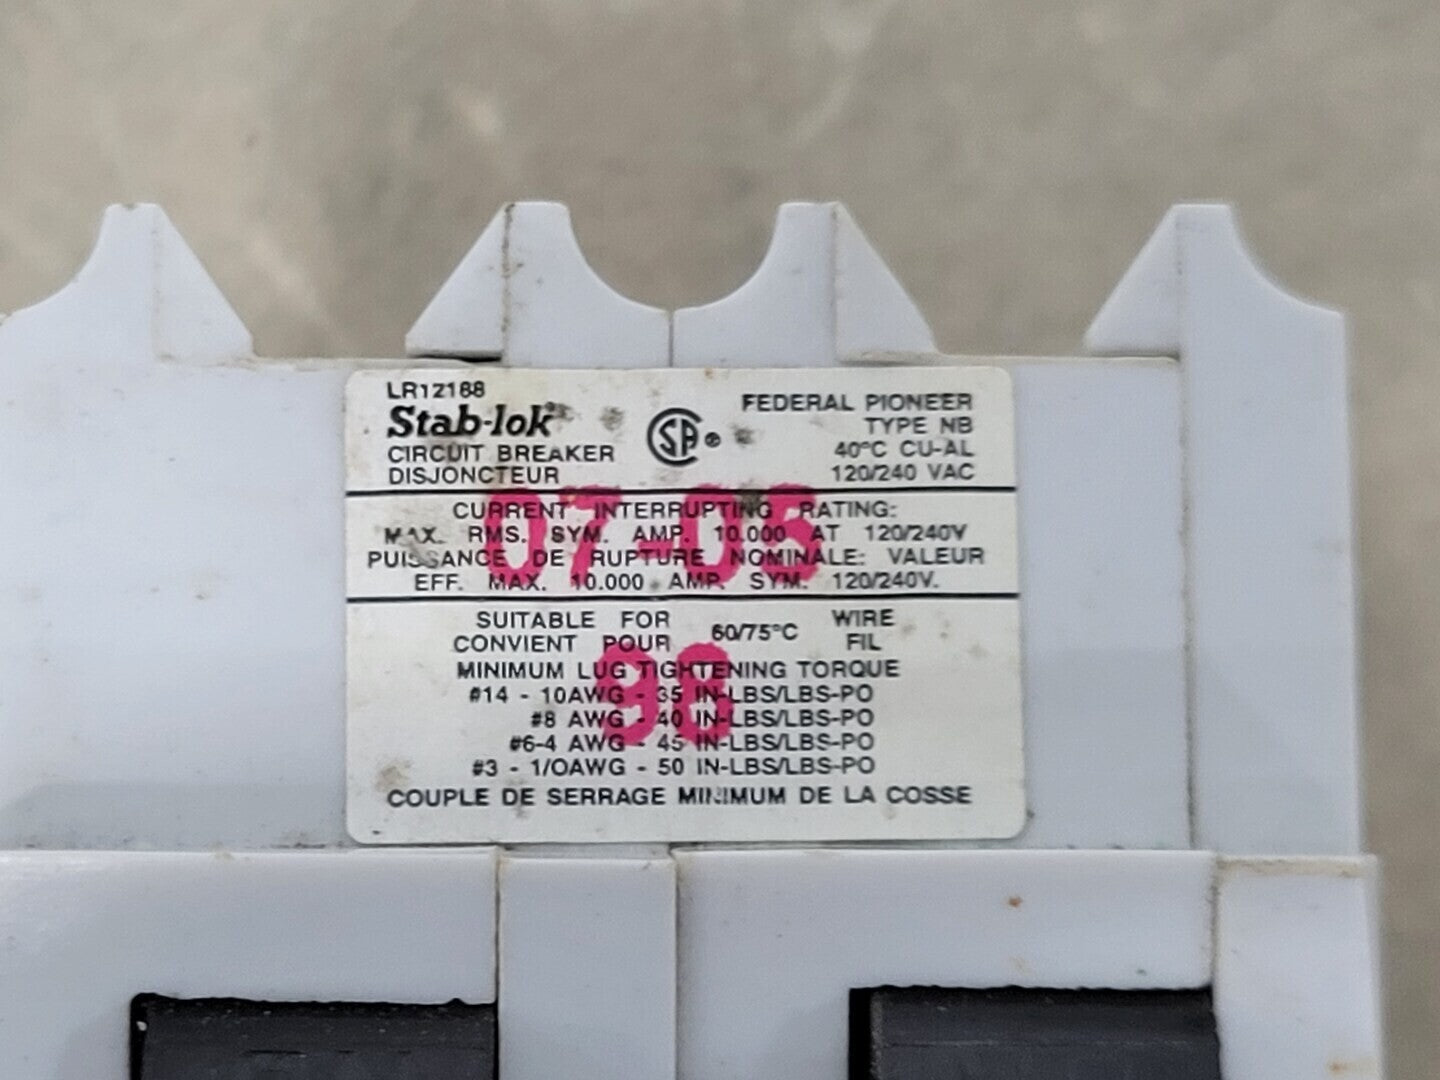 LR12188
Stab-lok®
CIRCUIT BREAKER
DISJONCTEUR
SA ®
FEDERAL PIONEER
TYPE NB
40°C CU-AL
120/240 VAC
CURRENT INTERRUPTING RATING:
MAX. RMS. SYM. AMP. 10.000 AT 120/240V
PUISSANCE DE RUPTURE NOMINALE: VALEUR
EFF. MAX. 10.000 AMP. SYM. 120/240V.
07-05
SUITABLE FOR 60/75°C WIRE
CONVIENT POUR FIL
MINIMUM LUG TIGHTENING TORQUE
#14 - 10AWG - 35 IN-LBS/LBS-PO
#8 AWG - 40 IN-LBS/LBS-PO
#6-4 AWG - 45 IN-LBS/LBS-PO
#3 - 1/0AWG - 50 IN-LBS/LBS-PO
98
COUPLE DE SERRAGE MINIMUM DE LA COSSE